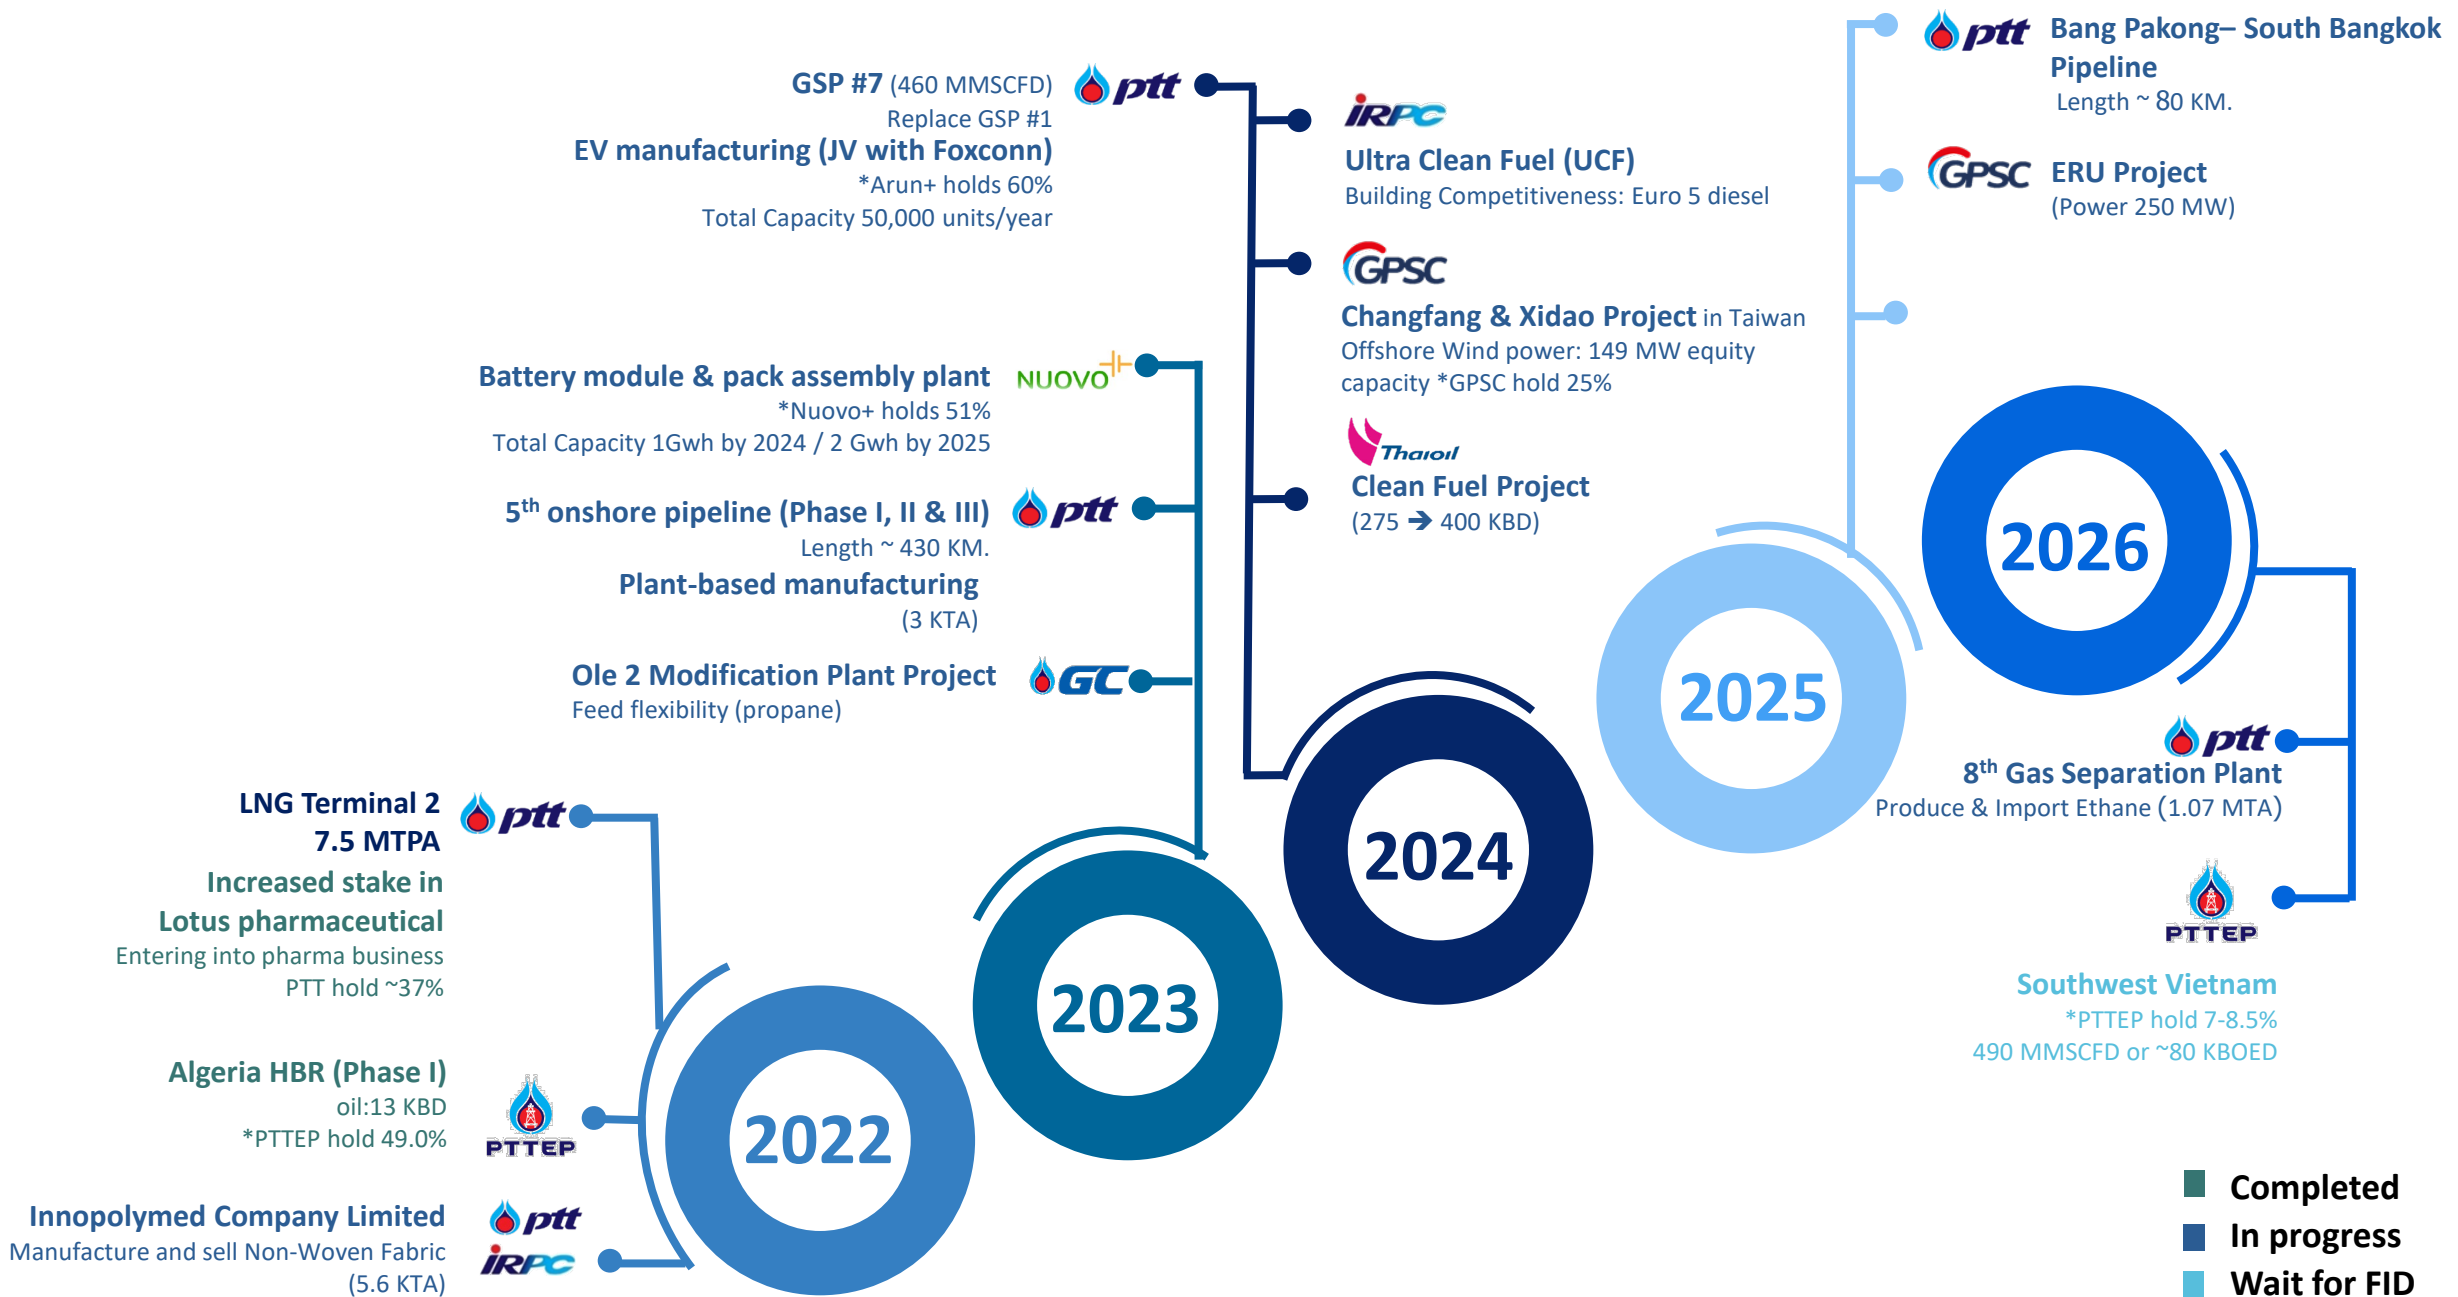 GSP #7 (460 MMSCFD)
Replace GSP #1
ptt
EV manufacturing (JV with Foxconn)
*Arun+ holds 60%
Total Capacity 50,000 units/year
IRPC
Ultra Clean Fuel (UCF)
Building Competitiveness: Euro 5 diesel
GPSC
Changfang & Xidao Project in Taiwan
Offshore Wind power: 149 MW equity
capacity *GPSC hold 25%
Thaioil
Clean Fuel Project
(275 ➔ 400 KBD)
ptt
Bang Pakong– South Bangkok
Pipeline
Length ~ 80 KM.
GPSC
ERU Project
(Power 250 MW)
Battery module & pack assembly plant
NUOVO
*Nuovo+ holds 51%
Total Capacity 1Gwh by 2024 / 2 Gwh by 2025
5th onshore pipeline (Phase I, II & III)
ptt
Length ~ 430 KM.
Plant-based manufacturing
(3 KTA)
Ole 2 Modification Plant Project
GC
Feed flexibility (propane)
LNG Terminal 2
7.5 MTPA
ptt
Increased stake in
Lotus pharmaceutical
Entering into pharma business
PTT hold ~37%
Algeria HBR (Phase I)
oil:13 KBD
*PTTEP hold 49.0%
PTTEP
Innopolymed Company Limited
Manufacture and sell Non-Woven Fabric
(5.6 KTA)
ptt
IRPC
2022
2023
2024
2025
2026
ptt
8th Gas Separation Plant
Produce & Import Ethane (1.07 MTA)
PTTEP
Southwest Vietnam
*PTTEP hold 7-8.5%
490 MMSCFD or ~80 KBOED
Completed
In progress
Wait for FID